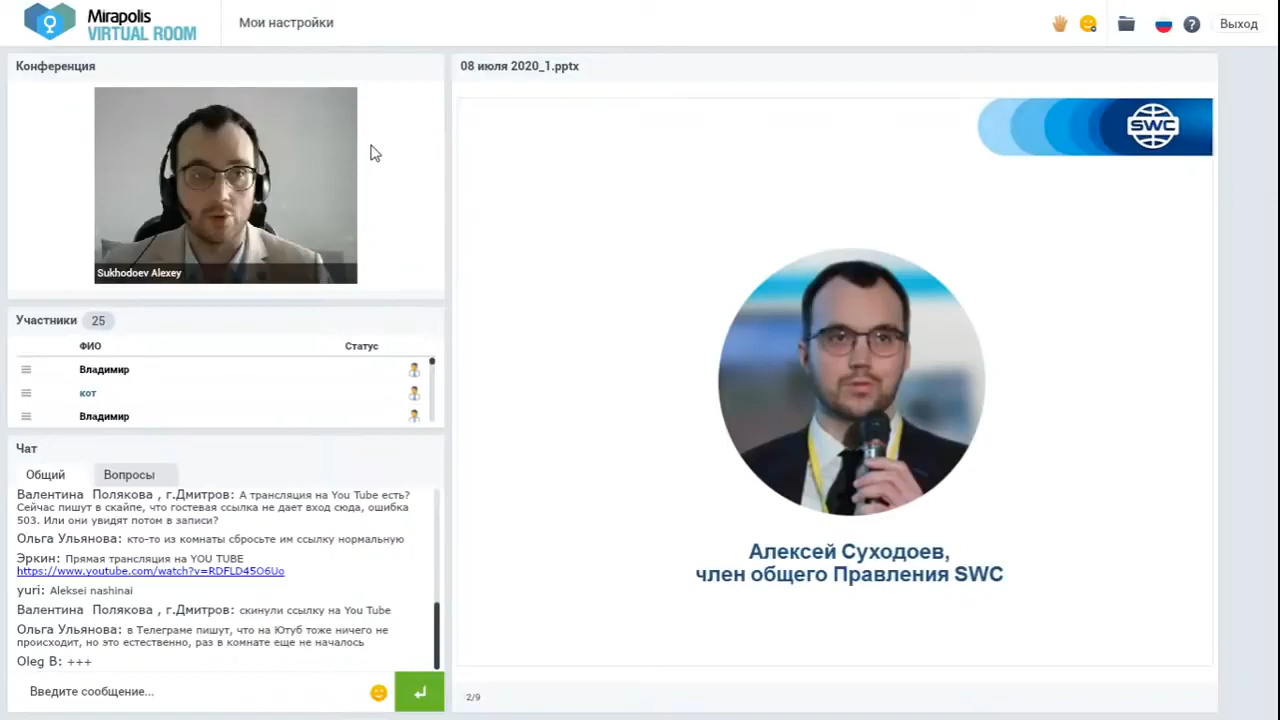 Mirapolis
VIRTUAL ROOM
Мои настройки
?
Выход
Конференция
Sukhodoev Alexey
Участники 25
ФИО Статус
Владимир
кот
Владимир
Чат
Общий Вопросы
Валентина Полякова , г.Дмитров: А трансляция на You Tube есть?
Сейчас пишут в скайпе, что гостевая ссылка не дает вход сюда, ошибка
503. Или они увидят потом в записи?
Ольга Ульянова: кто-то из комнаты сбросьте им ссылку нормальную
Эркин: Прямая трансляция на YOU TUBE
https://www.youtube.com/watch?v=RDFLD45O6Uo
yuri: Aleksei nashinai
Валентина Полякова , г.Дмитров: скинули ссылку на You Tube
Ольга Ульянова: в Телеграме пишут, что на Ютуб тоже ничего не
происходит, но это естественно, раз в комнате еще не началось
Oleg B: +++
Введите сообщение...
08 июля 2020_1.pptx
SWC
Алексей Суходоев,
член общего Правления SWC
2/9